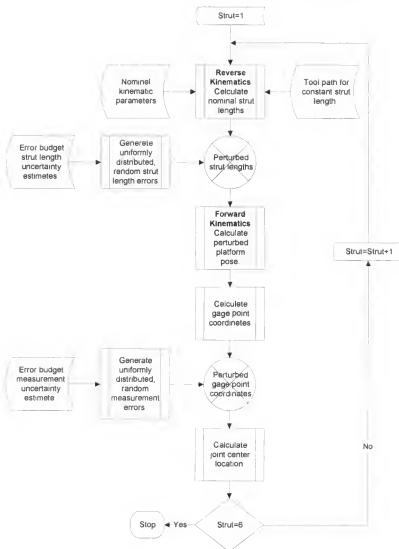 Strut=1
Nominel
kinematic
parameters
Reverse
Kinematics
Calculate
nominal strut
lengths
Tool path for
constant strut
length
Error budget
strut length
uncertainty
estimetes
Generate
uniformly
distributed,
random strut
length errors
Perturbed
strut lengths
Forward
Kinematics
Calculate
perturbed
platform
pose.
Strut=Strut+1
Celculete
gage point
coordinetes
Error budget
measurement
uncertainty
estimete
Generate
uniformly
distributed,
random
measurement
errors
Perturbed
gage point
coordinates
Calculate
joint center
location
No
Stop
Yes
Strut=6